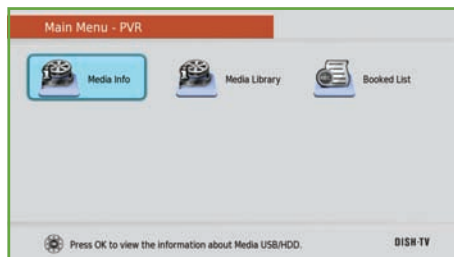 Main Menu - PVR
Media Info
Media Library
Booked List
Press OK to view the information about Media USB/HDD.
DISH-TV